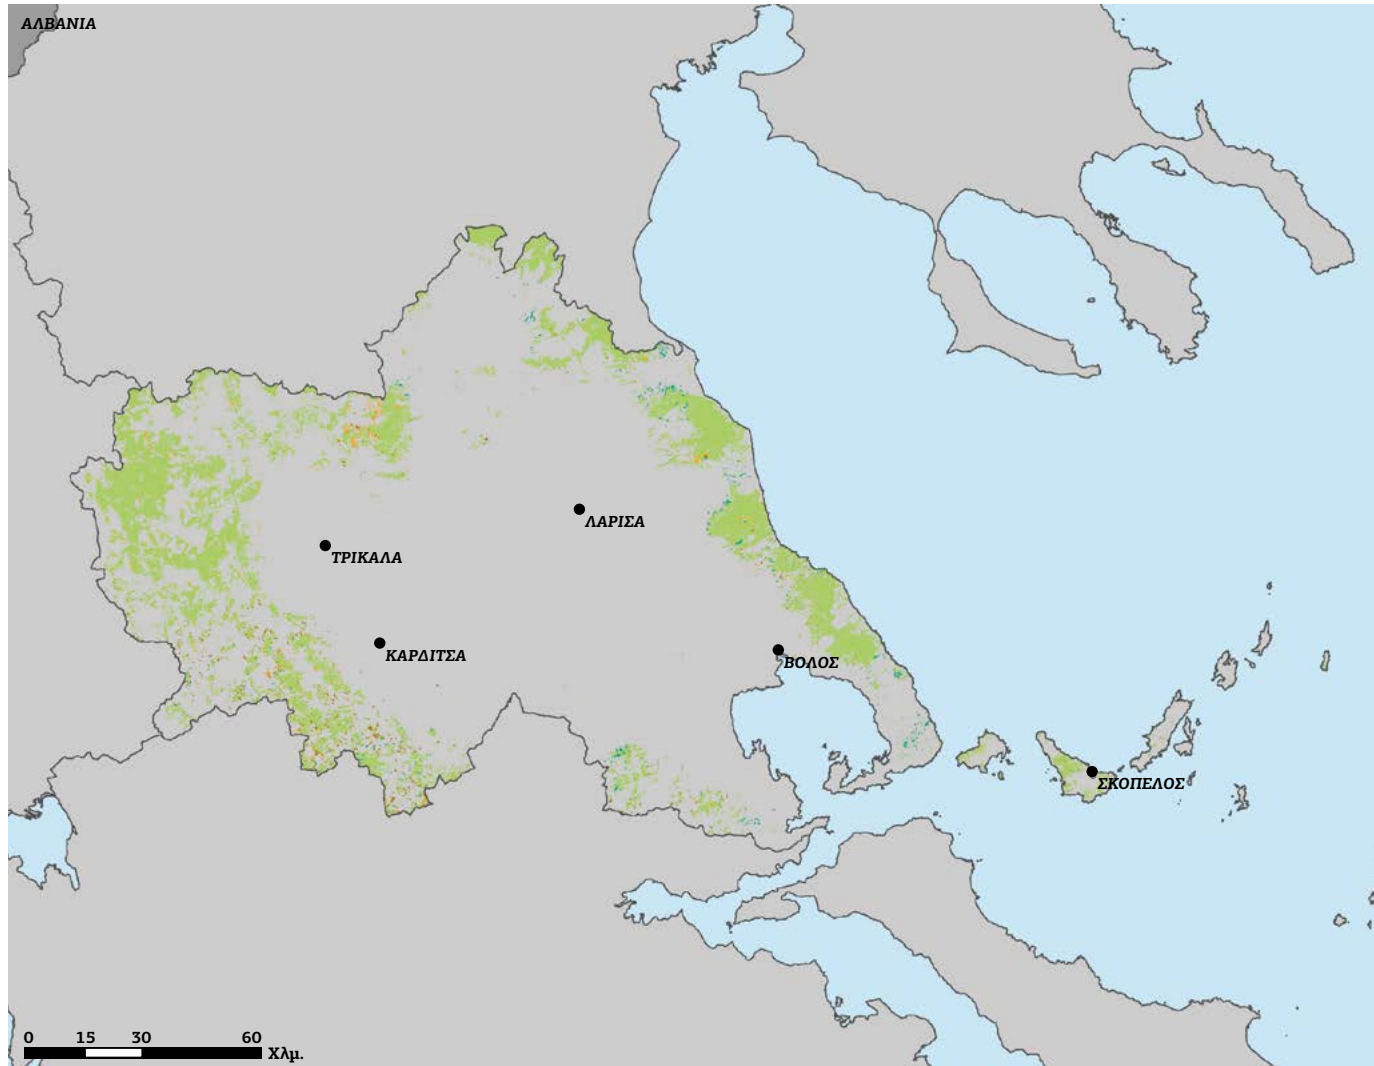 ΑΛΒΑΝΙΑ
ΛΑΡΙΣΑ
ΤΡΙΚΑΛΑ
ΚΑΡΔΙΤΣΑ
ΒΟΛΟΣ
ΣΚΟΠΕΛΟΣ
0 15 30 60 Χλμ.